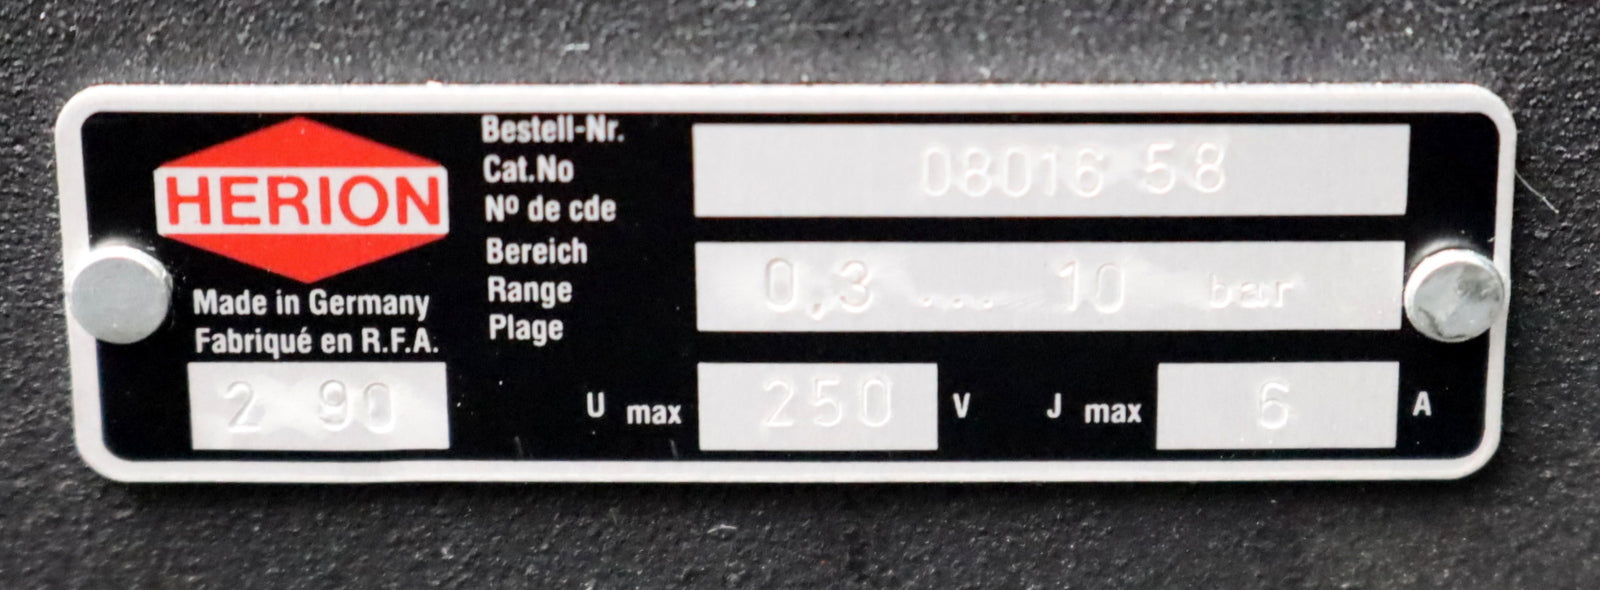 HERION
Made in Germany
Fabriqué en R.F.A.
2 90
Bestell-Nr.
Cat.No
Nº de cde
08016 58
Bereich
Range
Plage
0,3 ... 10 bar
U max 250 V J max 6 A